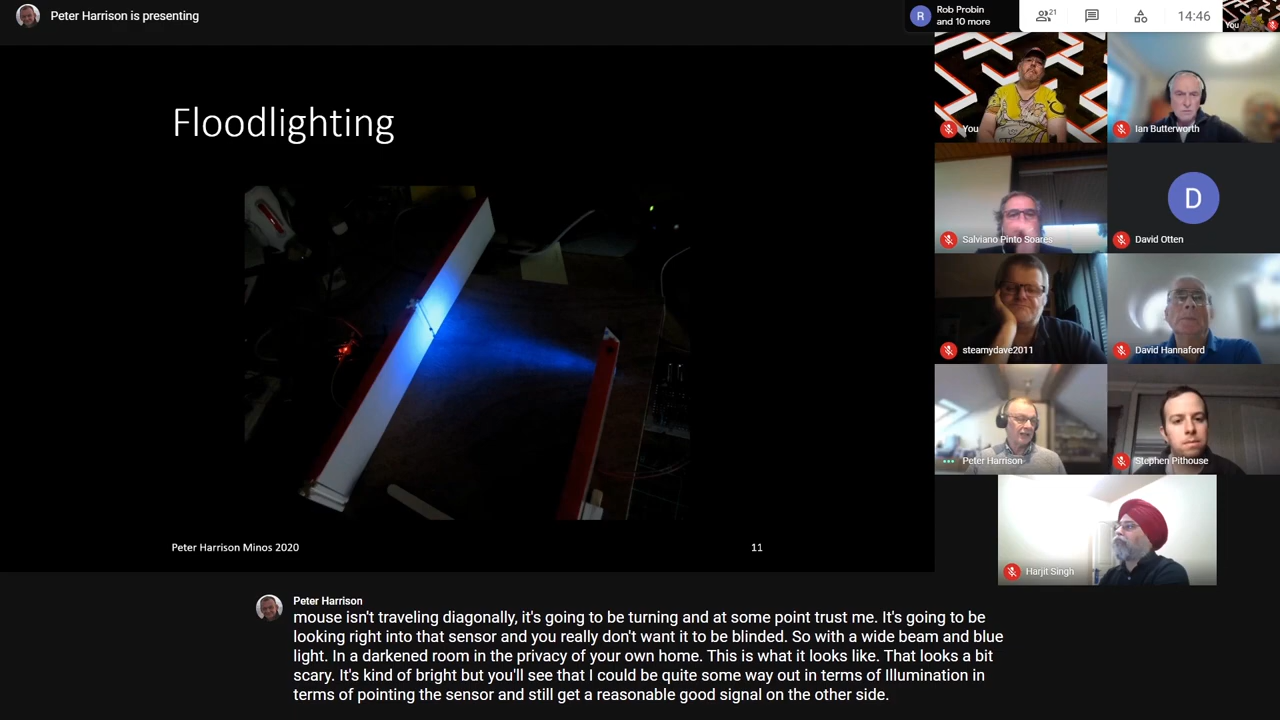 Peter Harrison is presenting
R
Rob Probin
and 10 more
21
14:46
You
Floodlighting
You
Ian Butterworth
Salviano Pinto Soares
D
David Otten
steamydave2011
David Hannaford
Peter Harrison
Stephen Pithouse
Harjit Singh
Peter Harrison Minos 2020
11
Peter Harrison
mouse isn't traveling diagonally, it's going to be turning and at some point trust me. It's going to be
looking right into that sensor and you really don't want it to be blinded. So with a wide beam and blue
light. In a darkened room in the privacy of your own home. This is what it looks like. That looks a bit
scary. It's kind of bright but you'll see that I could be quite some way out in terms of Illumination in
terms of pointing the sensor and still get a reasonable good signal on the other side.